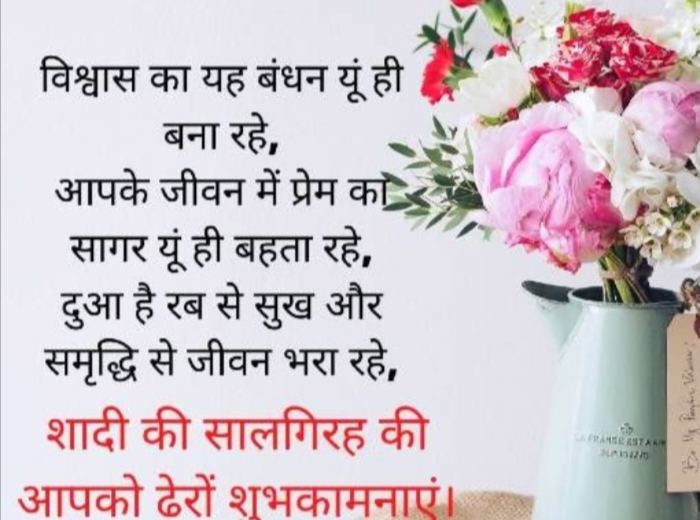 विश्वास का यह बंधन यूं ही
बना रहे,
आपके जीवन में प्रेम का
सागर यूं ही बहता रहे,
दुआ है रब से सुख और
समृद्धि से जीवन भरा रहे,
शादी की सालगिरह की
आपको ढेरों शुभकामनाएं।